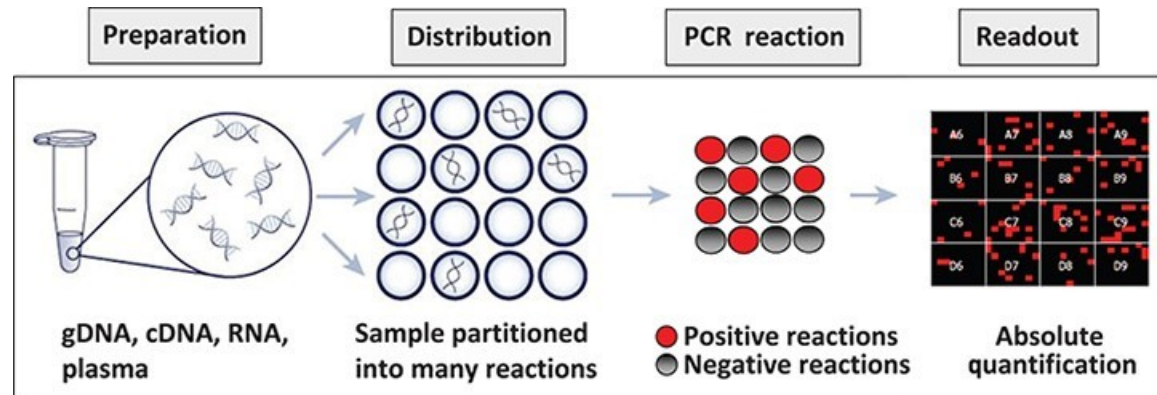 Preparation
Distribution
PCR reaction
Readout
A6 A7 A8 A9
B6 B7 B8 B9
C6 C7 C8 C9
D6 D7 D8 D9
gDNA, cDNA, RNA,
plasma
Sample partitioned
into many reactions
Positive reactions
Negative reactions
Absolute
quantification